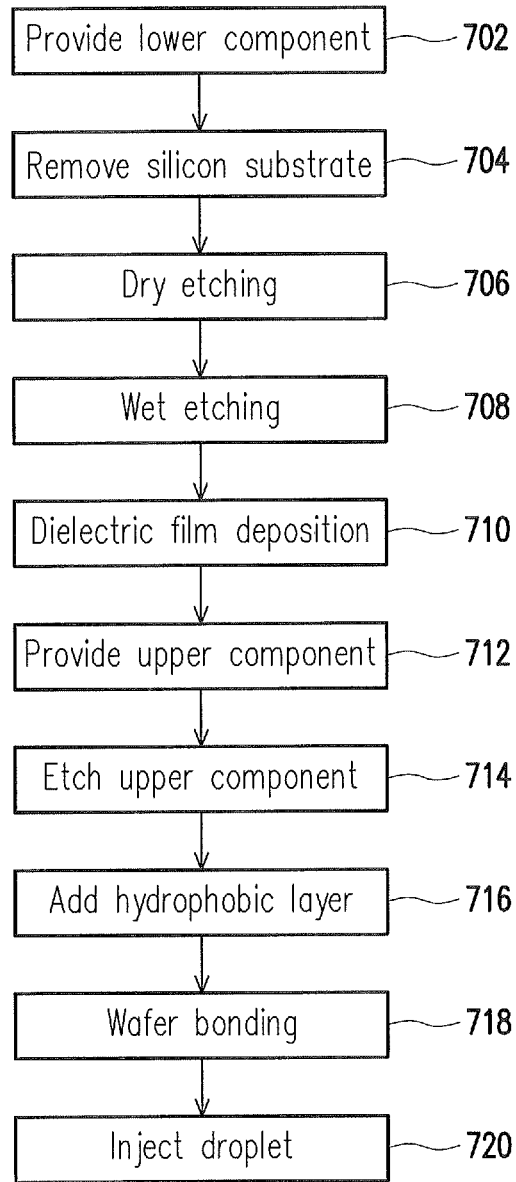 Provide lower component 702
Remove silicon substrate 704
Dry etching 706
Wet etching 708
Dielectric film deposition 710
Provide upper component 712
Etch upper component 714
Add hydrophobic layer 716
Wafer bonding 718
Inject droplet 720